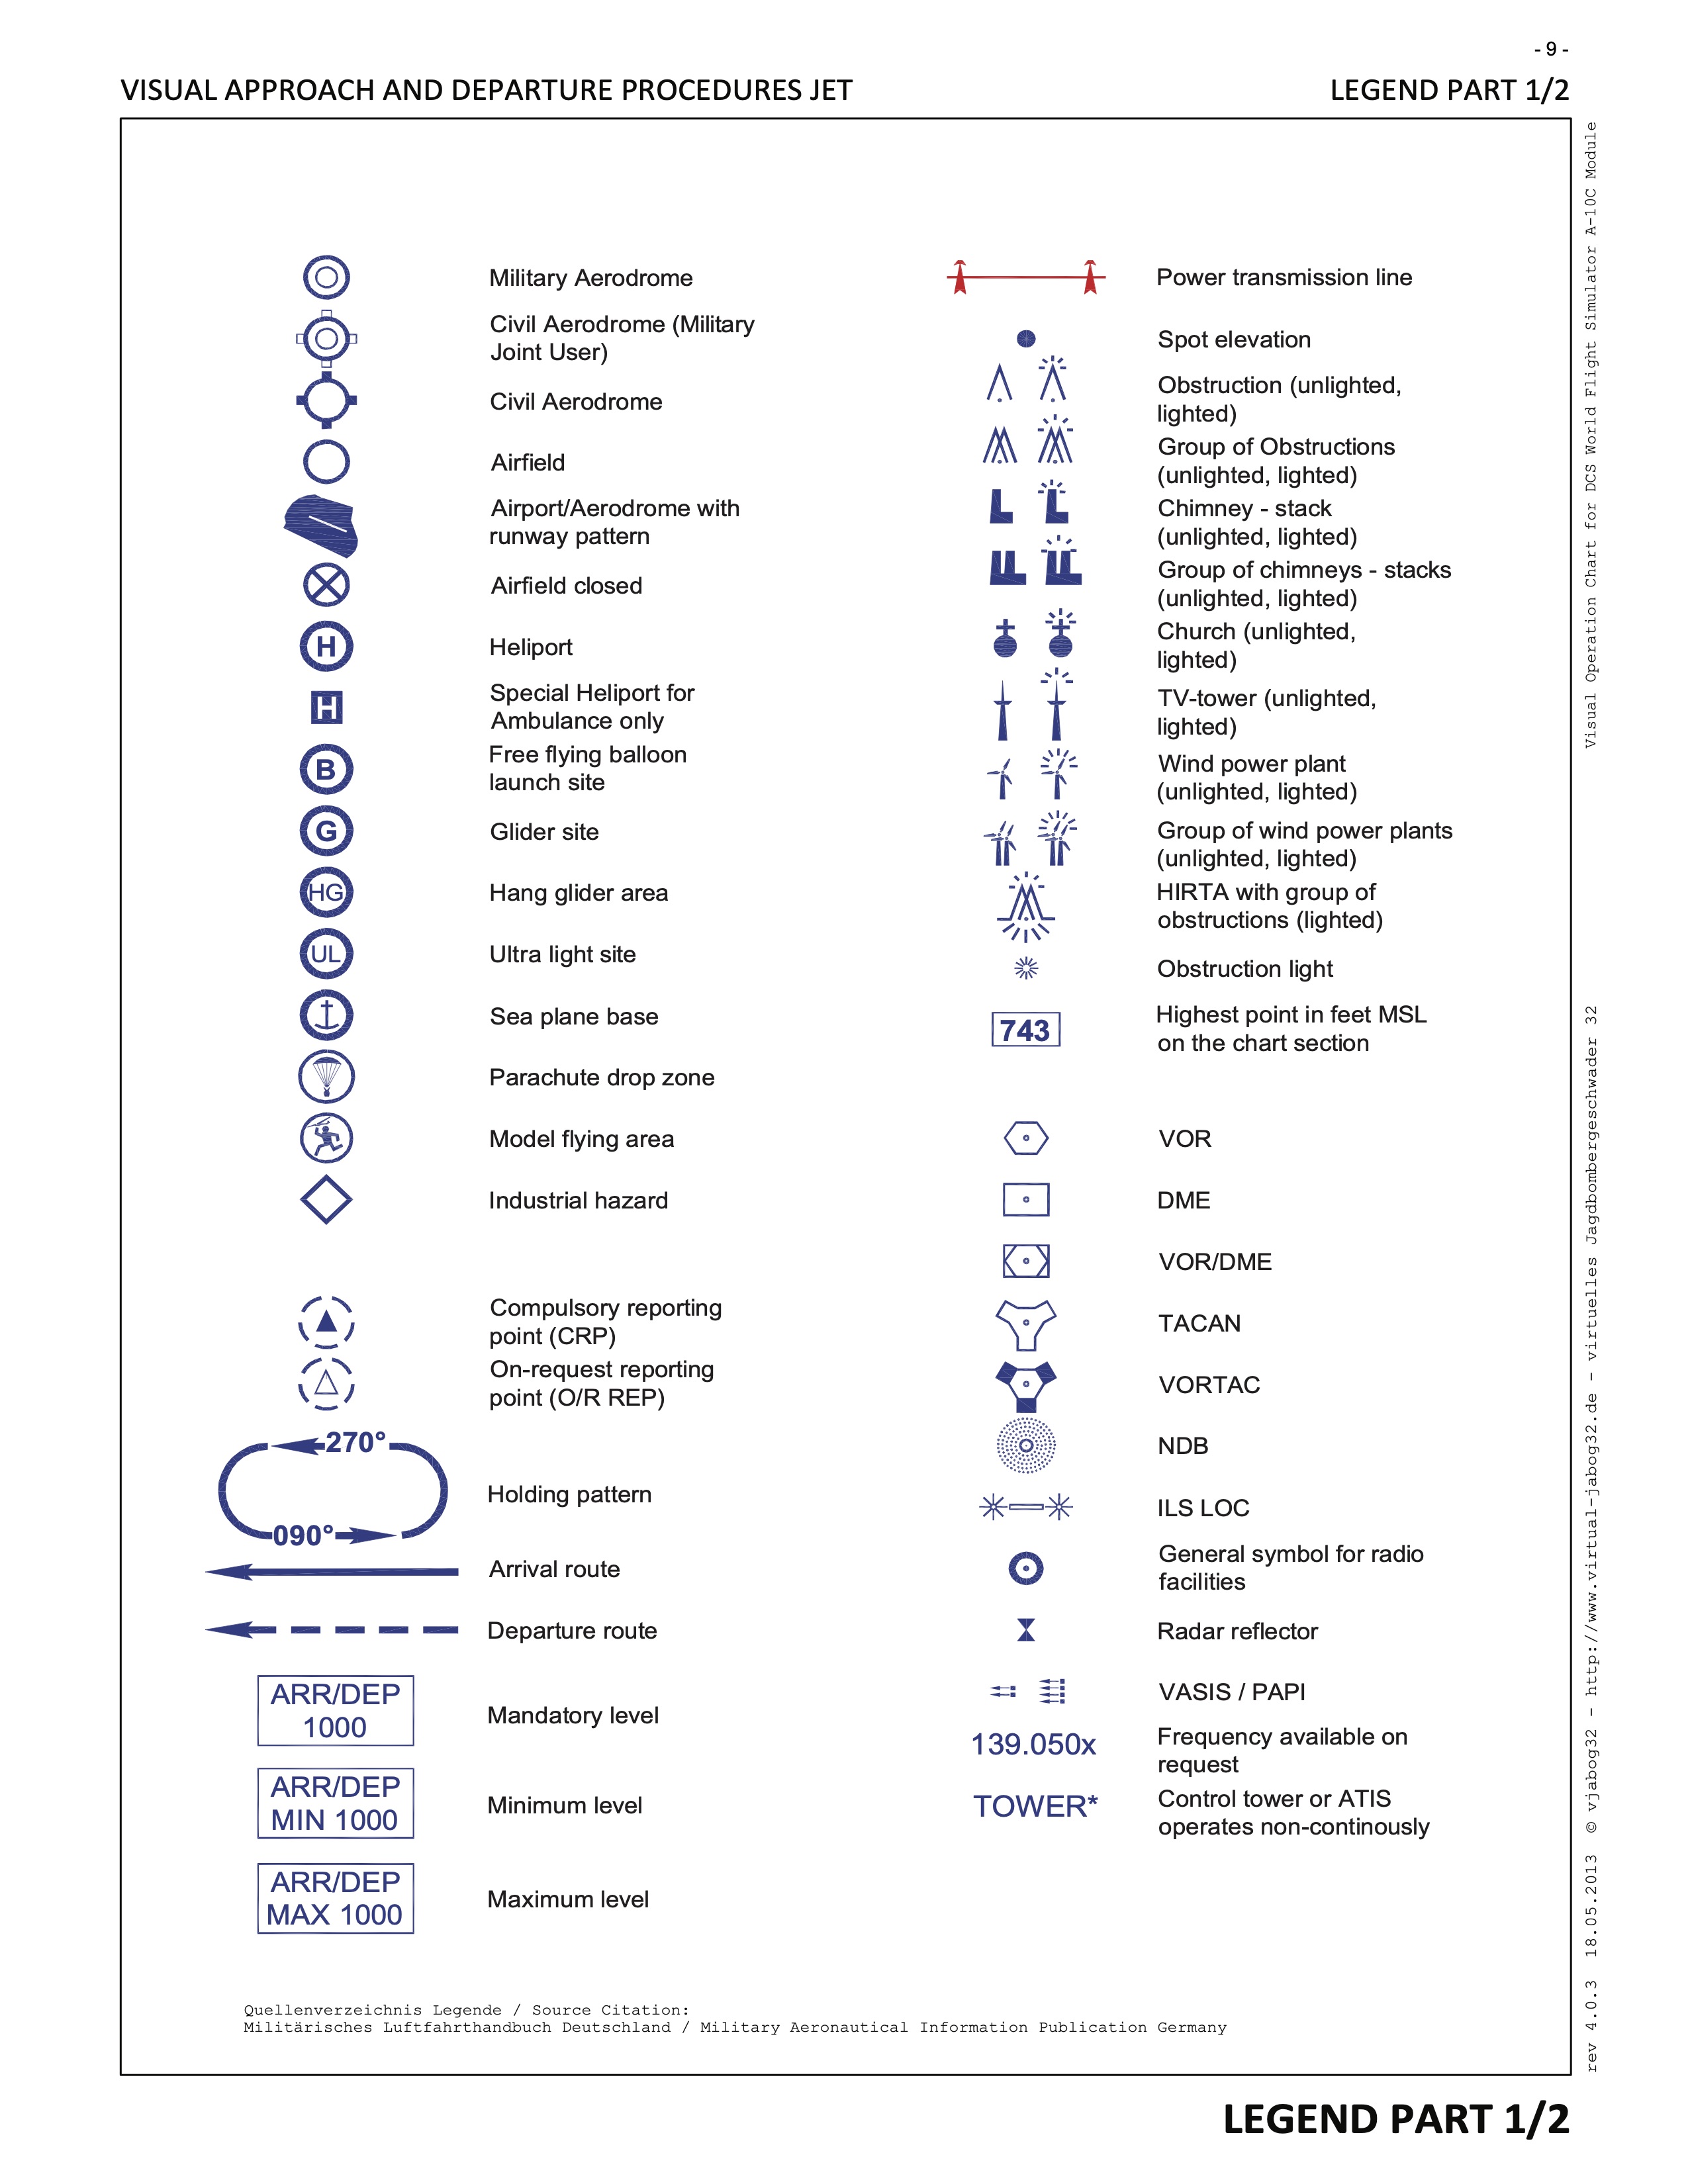 - 9 -
VISUAL APPROACH AND DEPARTURE PROCEDURES JET
LEGEND PART 1/2
Military Aerodrome
Civil Aerodrome (Military
Joint User)
Civil Aerodrome
Airfield
Airport/Aerodrome with
runway pattern
Airfield closed
H
Heliport
H
Special Heliport for
Ambulance only
B
Free flying balloon
launch site
G
Glider site
HG
Hang glider area
UL
Ultra light site
Sea plane base
Parachute drop zone
Model flying area
Industrial hazard
Compulsory reporting
point (CRP)
On-request reporting
point (O/R REP)
270°
Holding pattern
090°
Arrival route
Departure route
ARR/DEP
1000
Mandatory level
ARR/DEP
MIN 1000
Minimum level
ARR/DEP
MAX 1000
Maximum level
Power transmission line
Spot elevation
Obstruction (unlighted,
lighted)
Group of Obstructions
(unlighted, lighted)
Chimney - stack
(unlighted, lighted)
Group of chimneys - stacks
(unlighted, lighted)
Church (unlighted,
lighted)
TV-tower (unlighted,
lighted)
Wind power plant
(unlighted, lighted)
Group of wind power plants
(unlighted, lighted)
HIRTA with group of
obstructions (lighted)
Obstruction light
743
Highest point in feet MSL
on the chart section
VOR
DME
VOR/DME
TACAN
VORTAC
NDB
ILS LOC
General symbol for radio
facilities
Radar reflector
VASIS / PAPI
139.050x
Frequency available on
request
TOWER*
Control tower or ATIS
operates non-continously
Quellenverzeichnis Legende / Source Citation:
Militärisches Luftfahrthandbuch Deutschland / Military Aeronautical Information Publication Germany
rev 4.0.3 18.05.2013 © vjabog32 - http://www.virtual-jabog32.de - virtuelles Jagdbombergeschwader 32
Visual Operation Chart for DCS World Flight Simulator A-10C Module
LEGEND PART 1/2